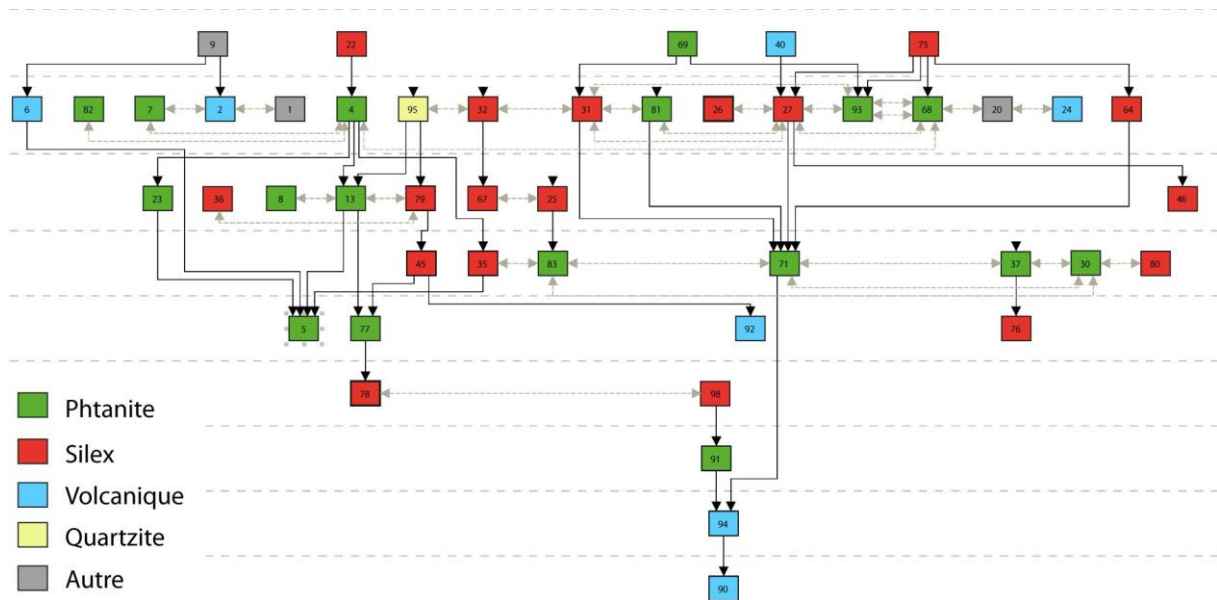 9 22 69 40 75
6 82 7 2 1 4 95 32 31 81 26 27 93 68 20 24 64
23 36 8 13 79 67 25 46
45 35 83 71 37 30 80
5 77 92 76
78 98
Phtanite
Silex
91
Volcanique
94
Quartzite
Autre
90